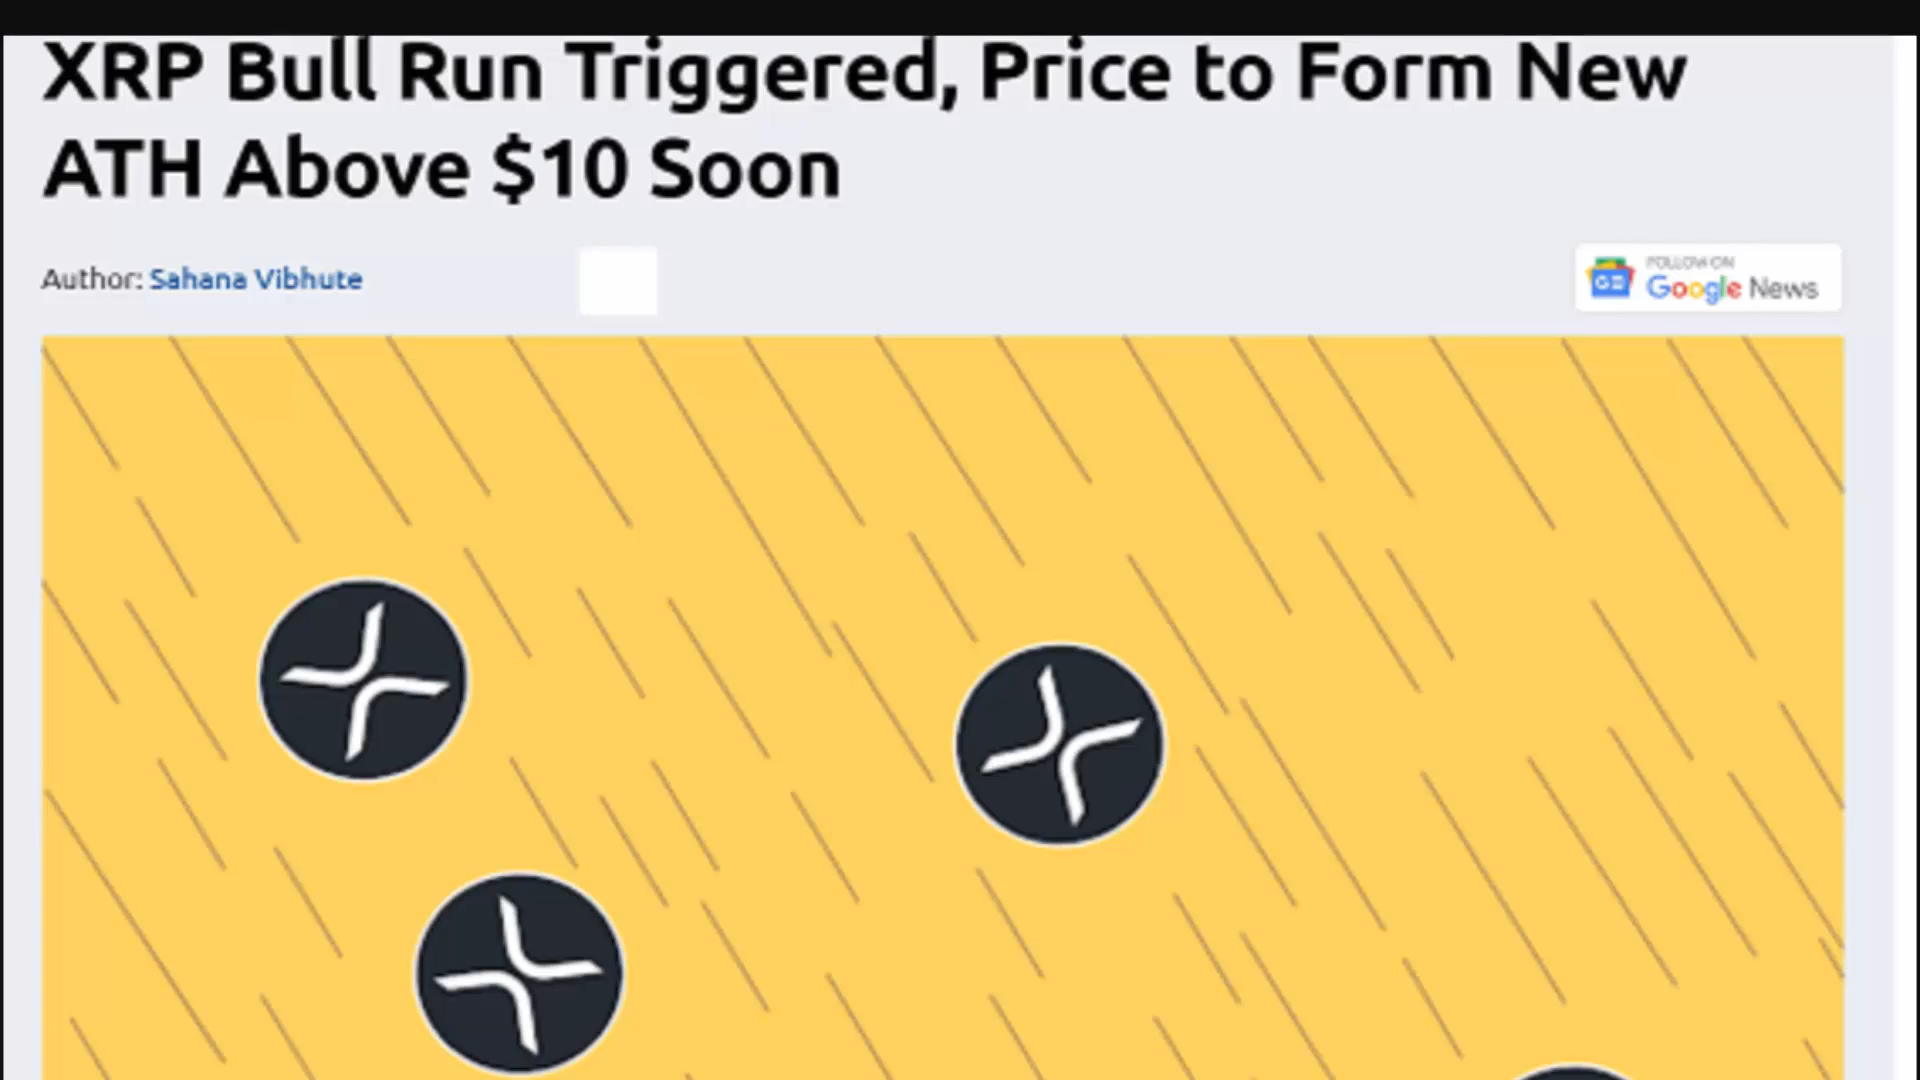 XRP Bull Run Triggered, Price to Form New
ATH Above $10 Soon
Author: Sahana Vibhute
FOLLOW ON
Google News